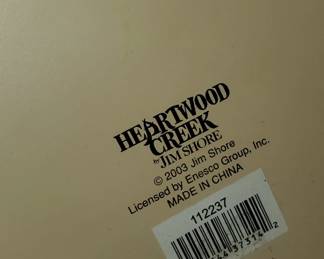 HEARTWOOD
CREEK
BY JIM SHORE
© 2003 Jim Shore
Licensed by Enesco Group, Inc.
MADE IN CHINA
112237